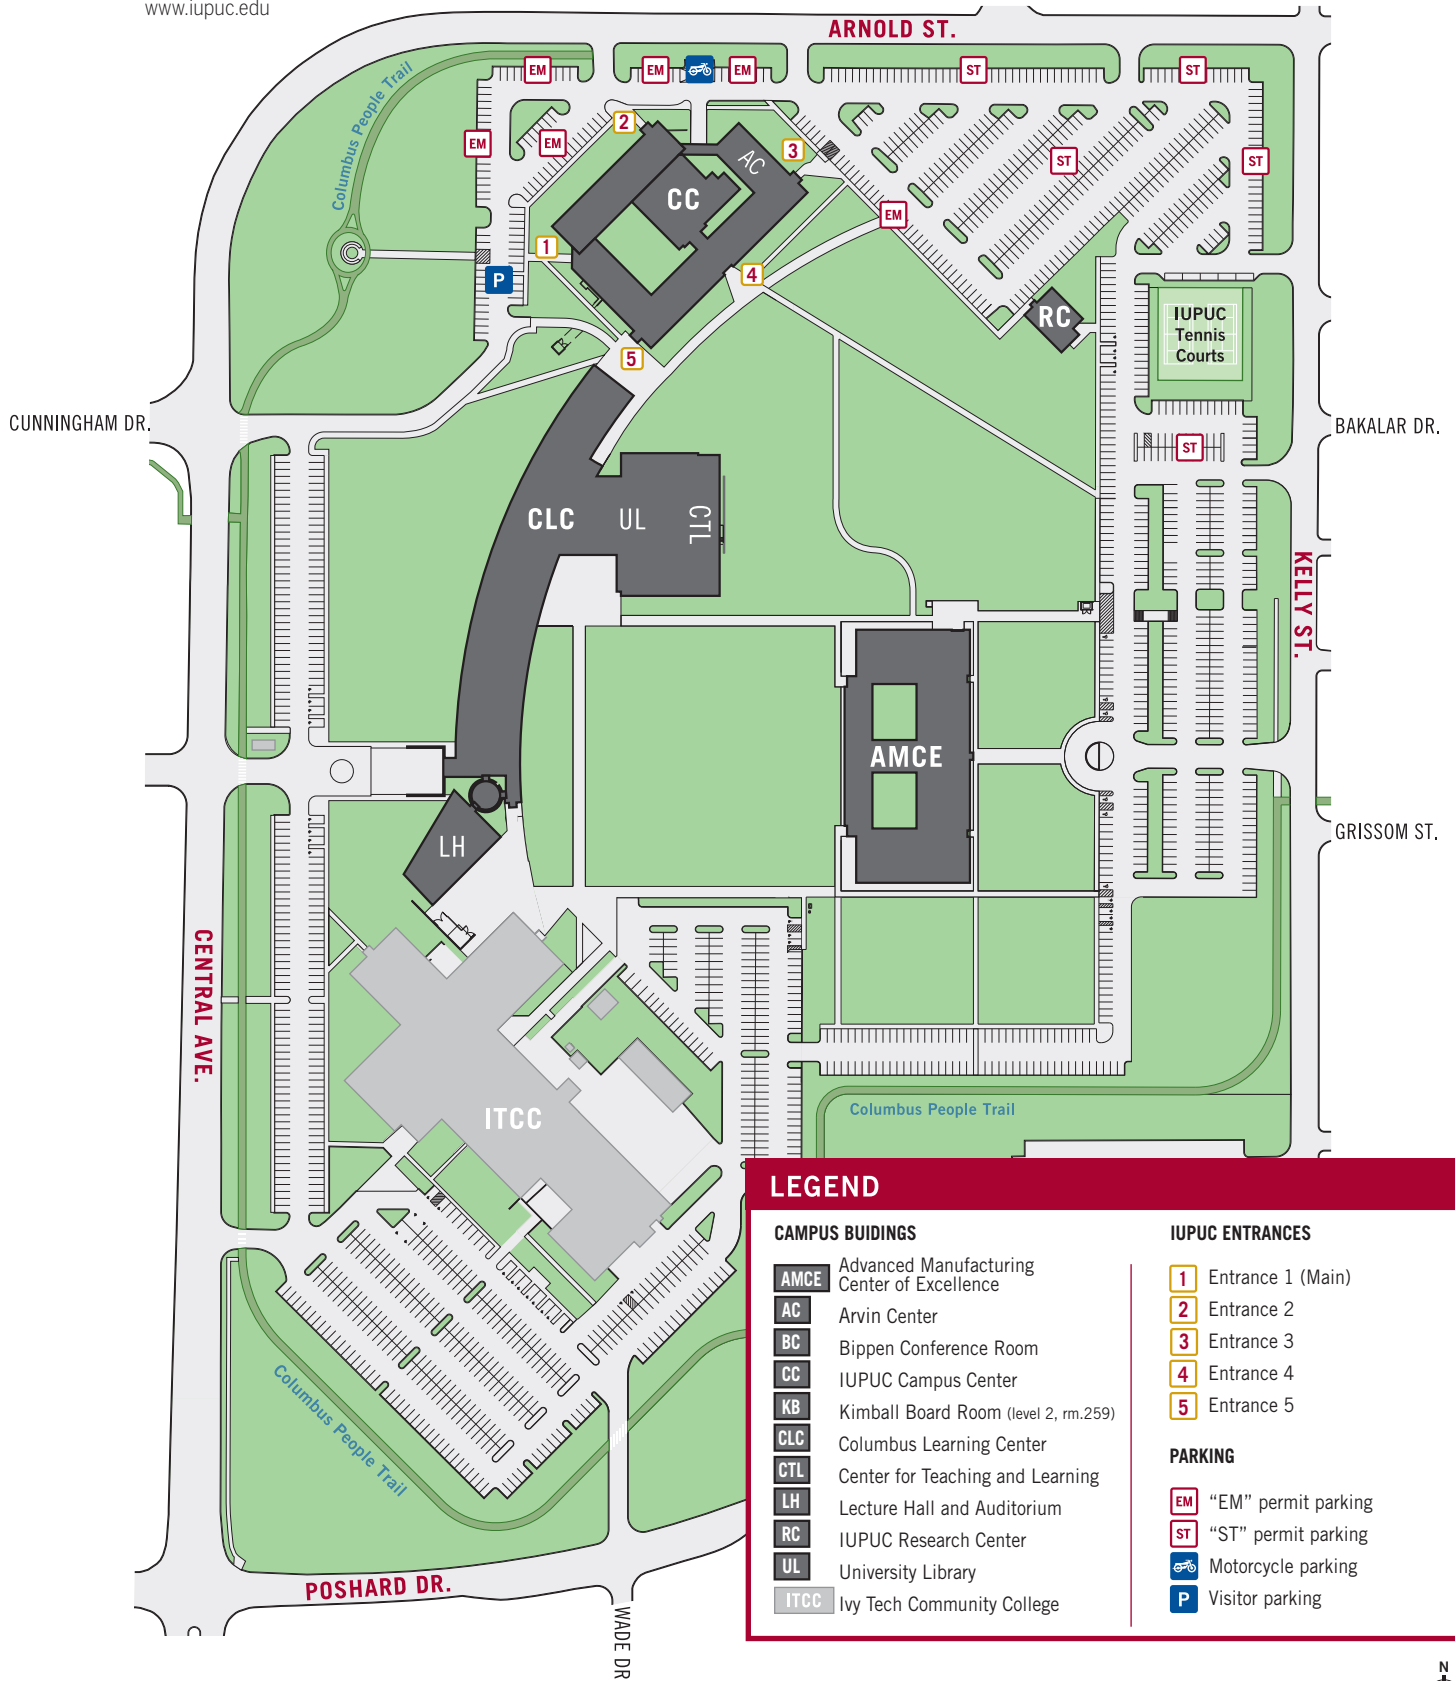 www.iupuc.edu
ARNOLD ST.
EM
EM
EM
ST
ST
Columbus People Trail
2
EM
EM
3
AC
ST
ST
CC
EM
1
4
P
RC
IUPUC
Tennis
Courts
5
CUNNINGHAM DR.
BAKALAR DR.
ST
CLC
UL
CTL
KELLY ST.
AMCE
GRISSOM ST.
LH
CENTRAL AVE.
Columbus People Trail
ITCC
Columbus People Trail
POSHARD DR.
WADE DR
LEGEND
CAMPUS BUIDINGS
AMCE Advanced Manufacturing
Center of Excellence
AC Arvin Center
BC Bippen Conference Room
CC IUPUC Campus Center
KB Kimball Board Room (level 2, rm.259)
CLC Columbus Learning Center
CTL Center for Teaching and Learning
LH Lecture Hall and Auditorium
RC IUPUC Research Center
UL University Library
ITCC Ivy Tech Community College
IUPUC ENTRANCES
1 Entrance 1 (Main)
2 Entrance 2
3 Entrance 3
4 Entrance 4
5 Entrance 5
PARKING
EM “EM” permit parking
ST “ST” permit parking
Motorcycle parking
P Visitor parking
N